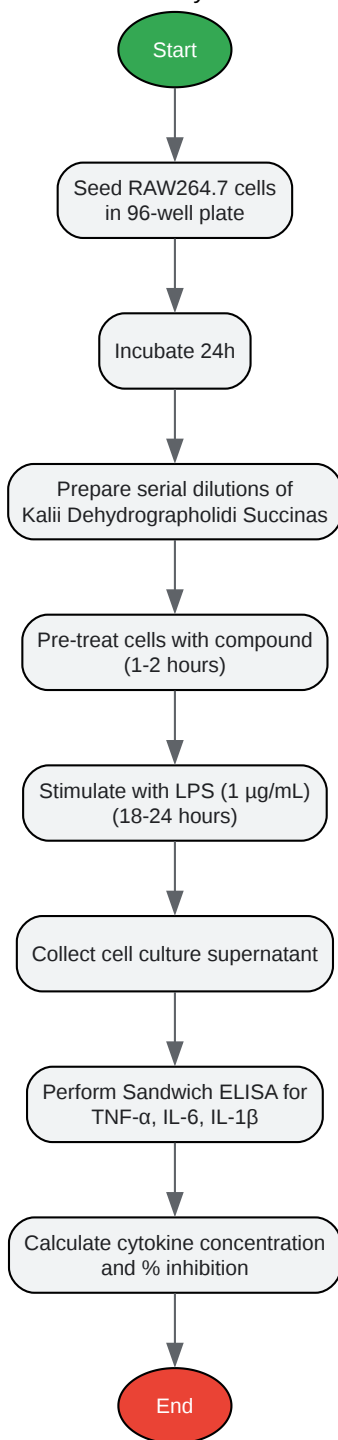 Start
Seed RAW264.7 cells
in 96-well plate
Incubate 24h
Prepare serial dilutions of
Kalii Dehydrographolidi Succinas
Pre-treat cells with compound
(1-2 hours)
Stimulate with LPS (1 µg/mL)
(18-24 hours)
Collect cell culture supernatant
Perform Sandwich ELISA for
TNF-α, IL-6, IL-1β
Calculate cytokine concentration
and % inhibition
End